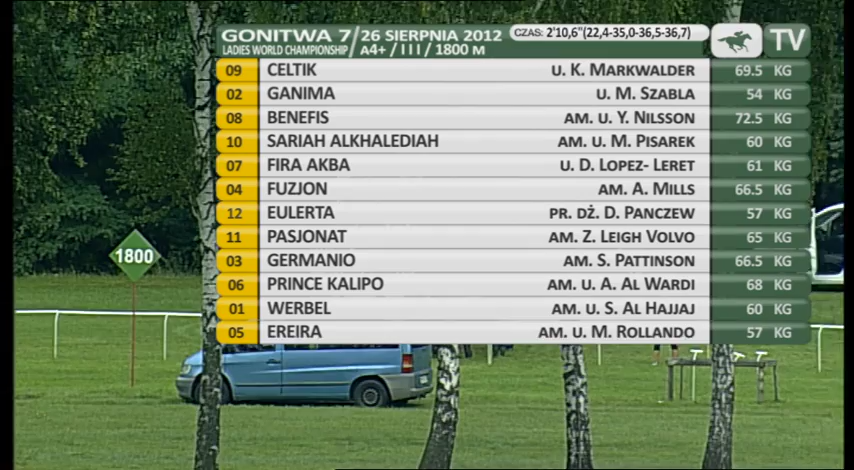 GONITWA 7/26 SIERPNIA 2012 CZAS: 2'10,6"(22,4-35,0-36,5-36,7) TV
LADIES WORLD CHAMPIONSHIP/ A4+ / III / 1800 M
09 CELTIK U. K. MARKWALDER 69.5 KG
02 GANIMA U. M. SZABLA 54 KG
08 BENEFIS AM. U. Y. NILSSON 72.5 KG
10 SARIAH ALKHALEDIAH AM. U. M. PISAREK 60 KG
07 FIRA AKBA U. D. LOPEZ- LERET 61 KG
04 FUZJON AM. A. MILLS 66.5 KG
12 EULERTA PR. DŻ. D. PANCZEW 57 KG
11 PASJONAT AM. Z. LEIGH VOLVO 65 KG
03 GERMANIO AM. S. PATTINSON 66.5 KG
06 PRINCE KALIPO AM. U. A. AL WARDI 68 KG
01 WERBEL AM. U. S. AL HAJJAJ 60 KG
05 EREIRA AM. U. M. ROLLANDO 57 KG
1800